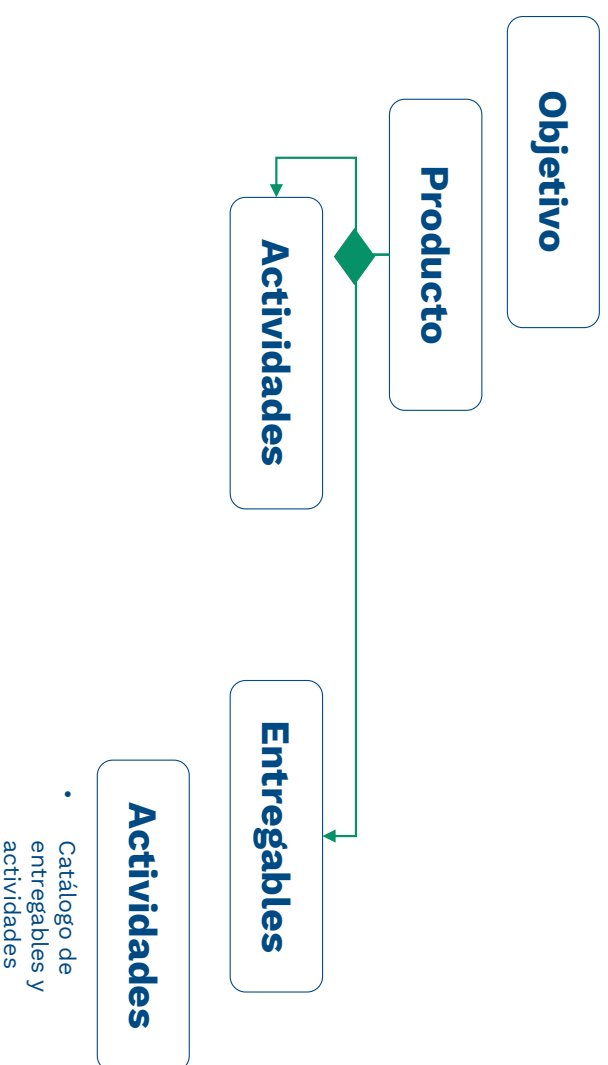 Objetivo
Producto
Actividades
Entregables
Actividades
• Catálogo de
entregables y
actividades